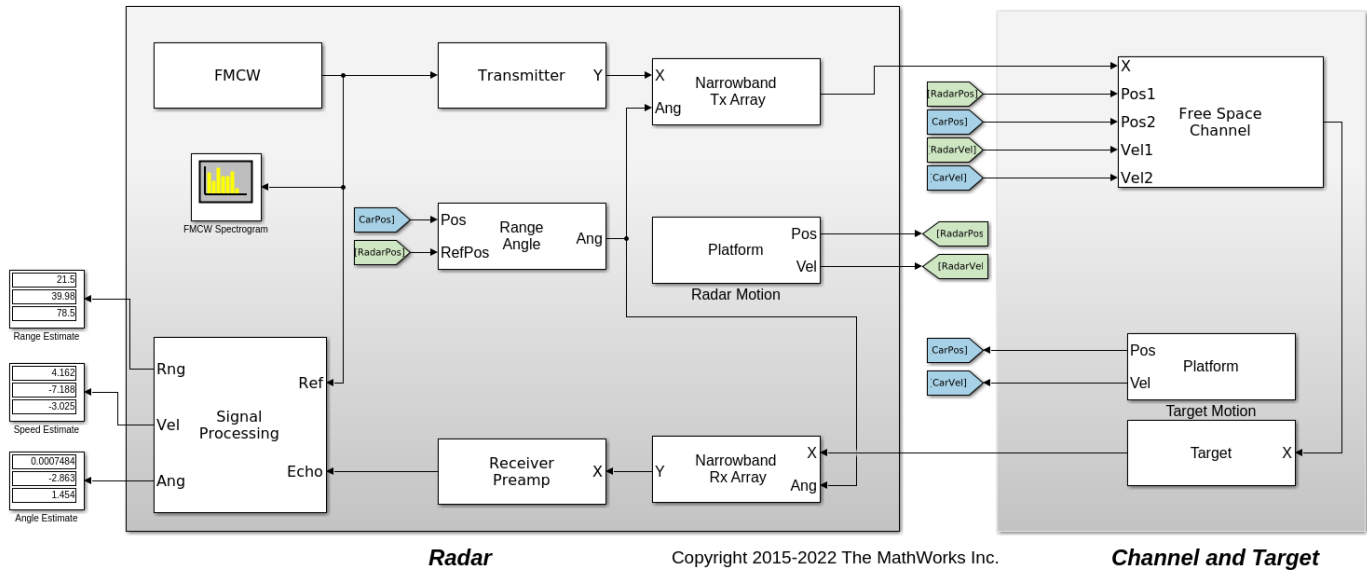 FMCW
Transmitter
Y
X
Ang
Narrowband
Tx Array
X
Pos1
Pos2
Vel1
Vel2
Free Space
Channel
[RadarPos]
CarPos]
RadarVel]
CarVel]
FMCW Spectrogram
CarPos]
[RadarPos]
Pos
RefPos
Range
Angle
Ang
Platform
Pos
Vel
Radar Motion
[RadarPos
[RadarVel
21.5
39.98
78.5
Range Estimate
4.162
-7.188
-3.025
Speed Estimate
0.0007484
-2.863
1.454
Angle Estimate
Rng
Vel
Ang
Signal
Processing
Ref
Echo
Receiver
Preamp
X
Y
Narrowband
Rx Array
X
Ang
CarPos]
CarVel]
Pos
Vel
Platform
Target Motion
Target
X
Radar
Copyright 2015-2022 The MathWorks Inc.
Channel and Target